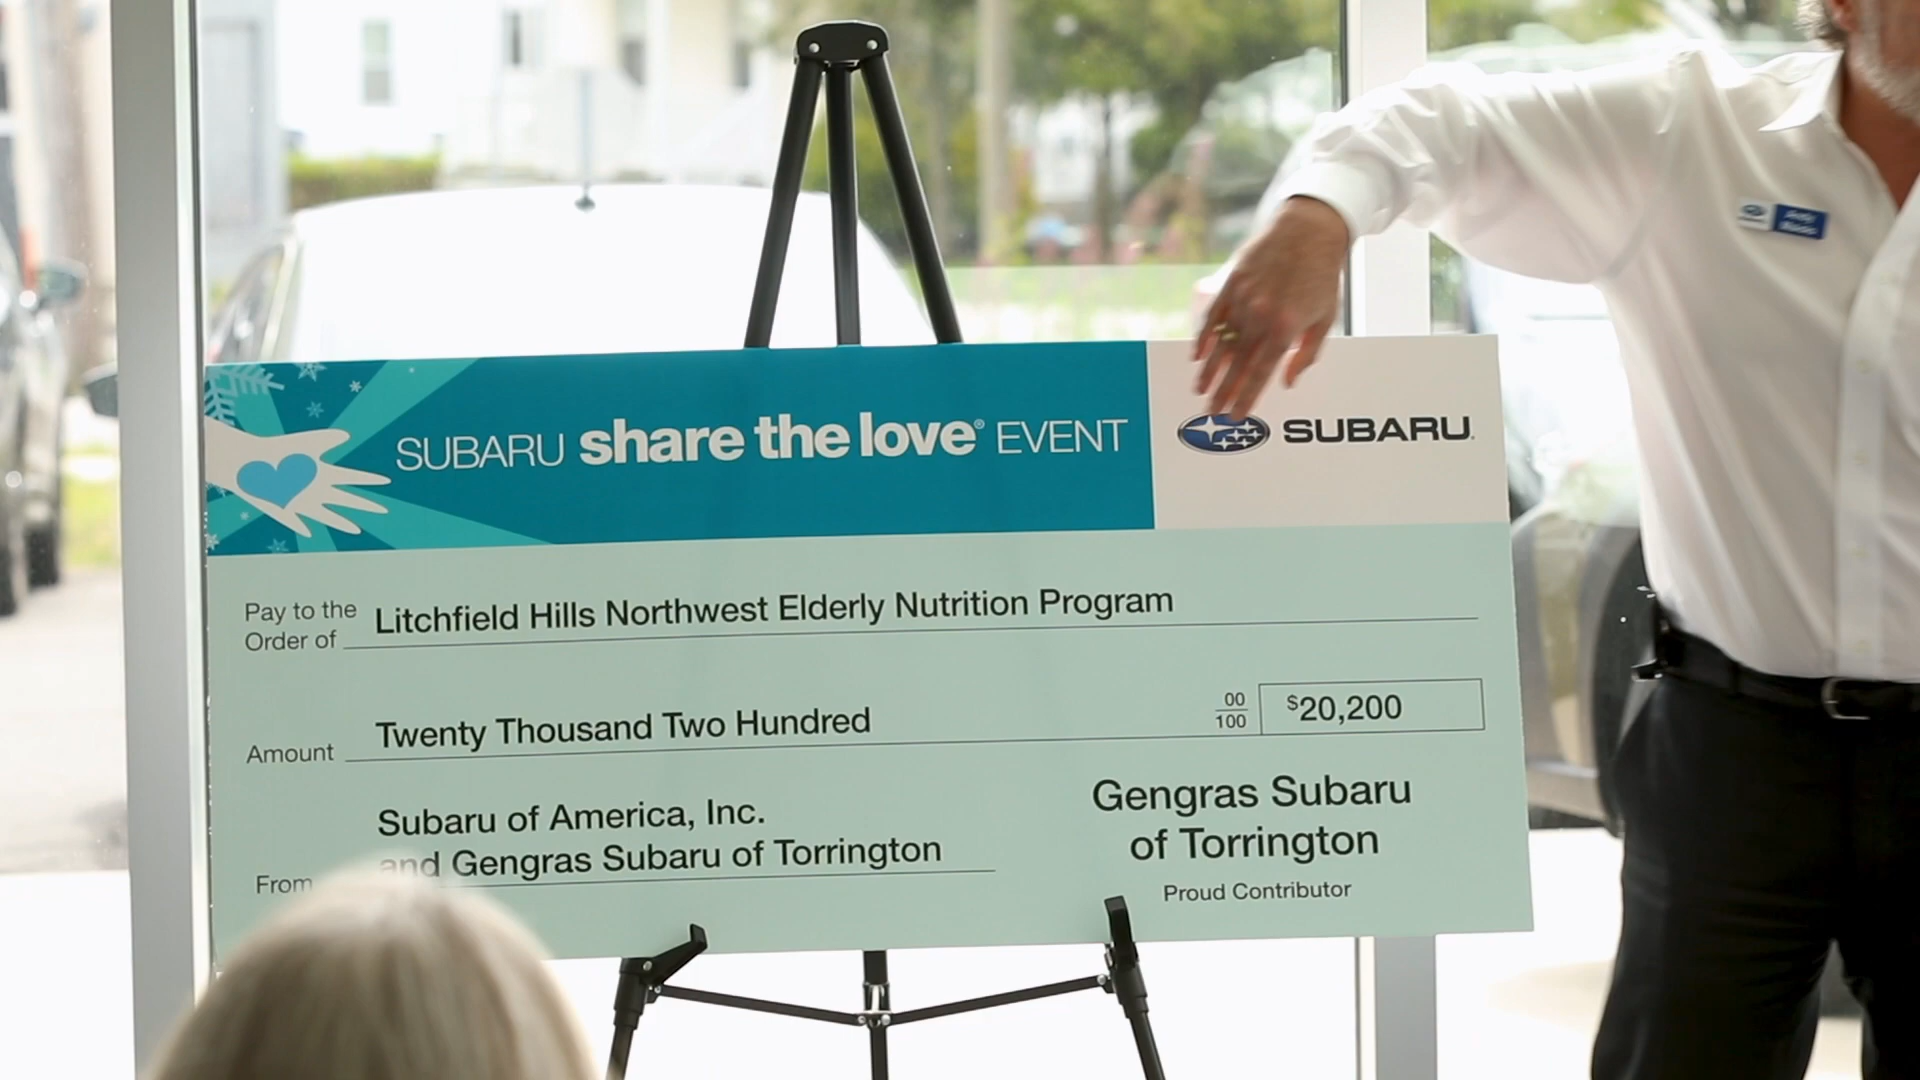 SUBARU share the love® EVENT
SUBARU
Pay to the
Order of
Litchfield Hills Northwest Elderly Nutrition Program
Amount
Twenty Thousand Two Hundred
00
100
$20,200
From
Subaru of America, Inc.
and Gengras Subaru of Torrington
Gengras Subaru
of Torrington
Proud Contributor